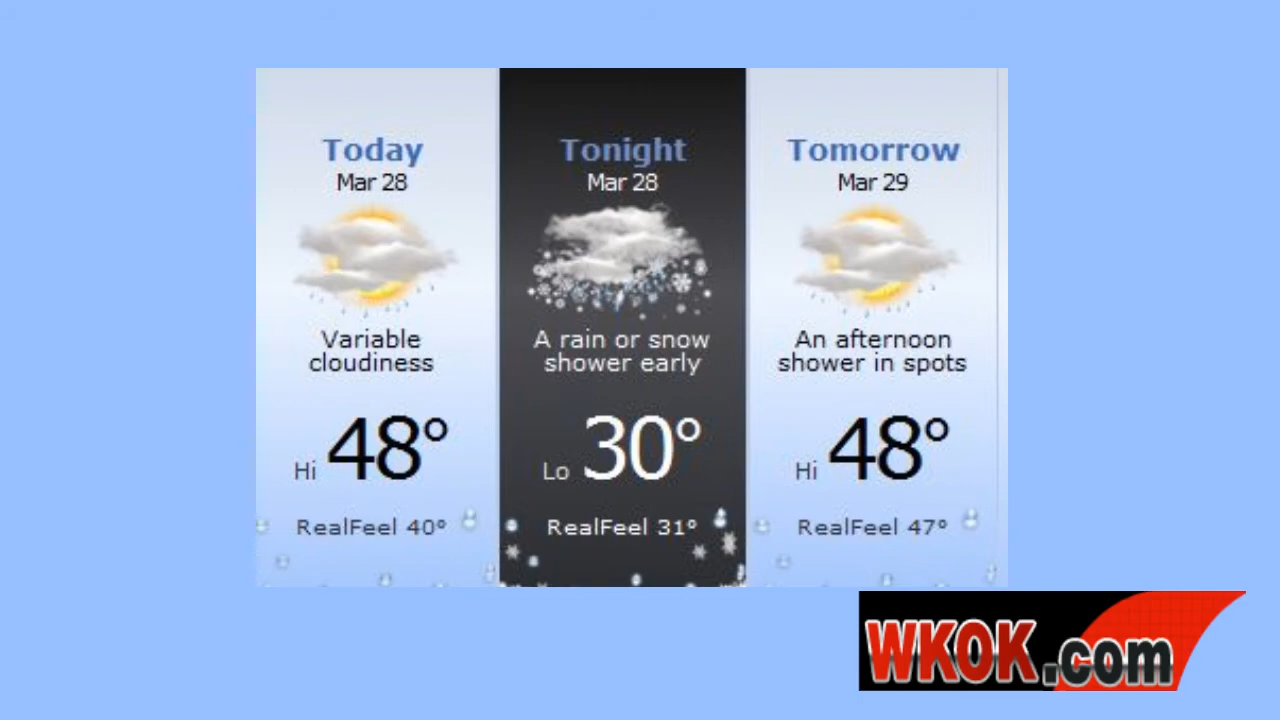 Today
Mar 28
Variable
cloudiness
Hi 48°
RealFeel 40°
Tonight
Mar 28
A rain or snow
shower early
Lo 30°
RealFeel 31°
Tomorrow
Mar 29
An afternoon
shower in spots
Hi 48°
RealFeel 47°
WKOK.com